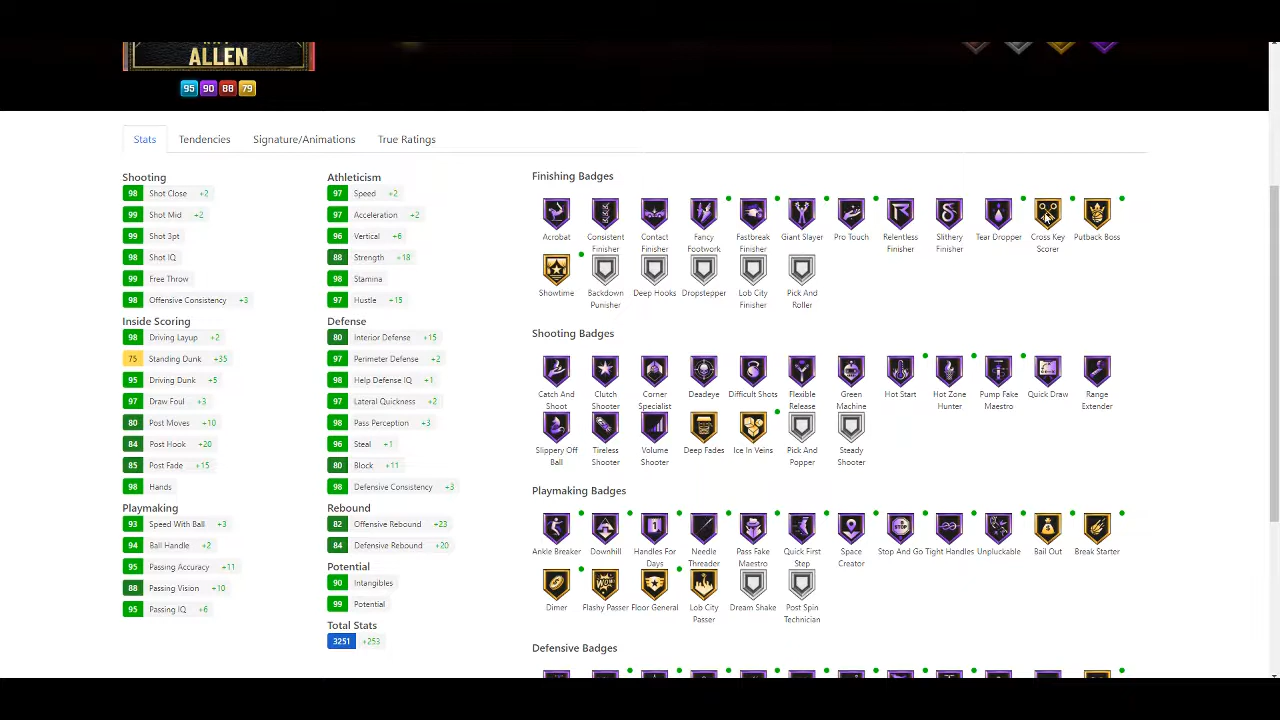 ALLEN
95 90 88 79
Stats Tendencies Signature/Animations True Ratings
Shooting
98 Shot Close +2
99 Shot Mid +2
99 Shot 3pt
98 Shot IQ
99 Free Throw
98 Offensive Consistency +3
Inside Scoring
98 Driving Layup +2
75 Standing Dunk +35
95 Driving Dunk +5
97 Draw Foul +3
80 Post Moves +10
84 Post Hook +20
85 Post Fade +15
98 Hands
Playmaking
93 Speed With Ball +3
94 Ball Handle +2
95 Passing Accuracy +11
88 Passing Vision +10
95 Passing IQ +6
Athleticism
97 Speed +2
97 Acceleration +2
96 Vertical +6
88 Strength +18
98 Stamina
97 Hustle +15
Defense
80 Interior Defense +15
97 Perimeter Defense +2
98 Help Defense IQ +1
97 Lateral Quickness +2
98 Pass Perception +3
96 Steal +1
80 Block +11
98 Defensive Consistency +3
Rebound
82 Offensive Rebound +23
84 Defensive Rebound +20
Potential
90 Intangibles
99 Potential
Total Stats
3251 +253
Finishing Badges
Acrobat Consistent Contact Fancy Fastbreak Giant Slayer Pro Touch Relentless Slithery Tear Dropper Cross Key Putback Boss
Finisher Finisher Footwork Finisher Finisher Finisher Scorer
Showtime Backdown Deep Hooks Dropstepper Lob City Pick And
Punisher Finisher Roller
Shooting Badges
Catch And Clutch Corner Deadeye Difficult Shots Flexible Green Hot Start Hot Zone Pump Fake Quick Draw Range
Shoot Shooter Specialist Release Machine Hunter Maestro Extender
Slippery Off Tireless Volume Deep Fades Ice In Veins Pick And Steady
Ball Shooter Shooter Popper Shooter
Playmaking Badges
Ankle Breaker Downhill Handles For Needle Pass Fake Quick First Space Stop And Go Tight Handles Unpluckable Bail Out Break Starter
Days Threader Maestro Step Creator
Dimer Flashy Passer Floor General Lob City Dream Shake Post Spin
Passer Technician
Defensive Badges